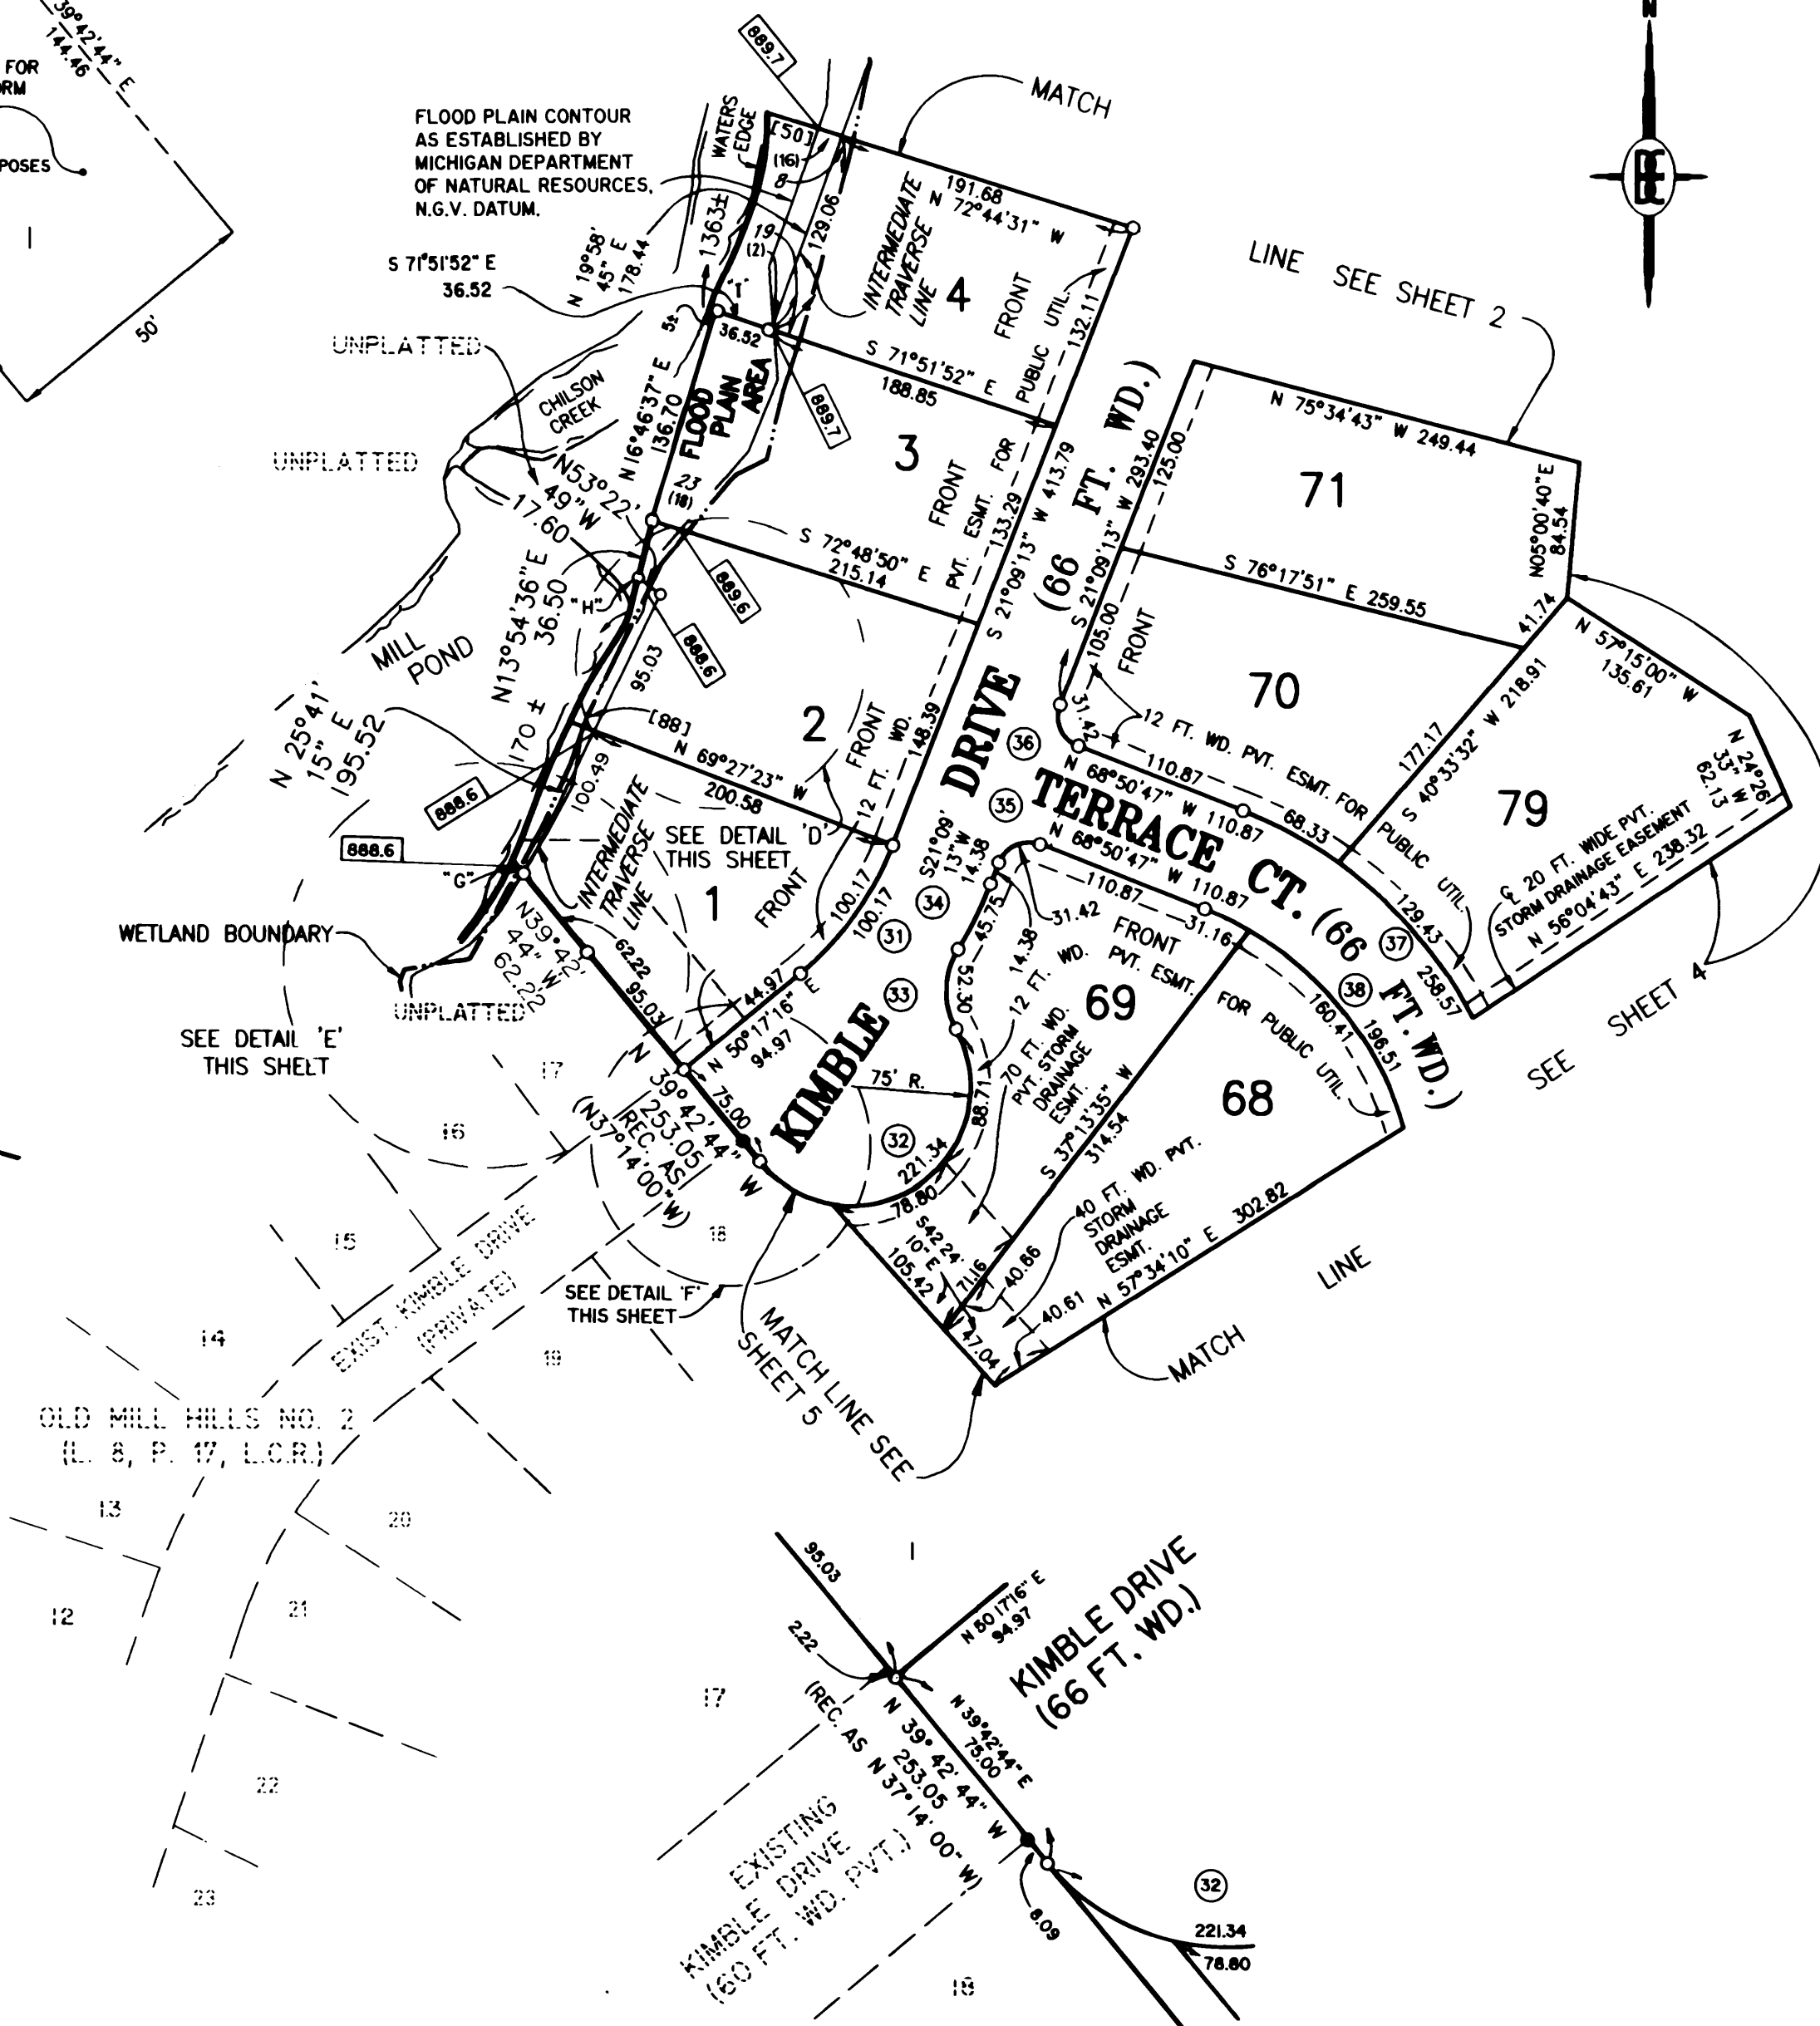 39°42'44" E
144.46
FOR
ORM
POSES
1
50'
FLOOD PLAIN CONTOUR
AS ESTABLISHED BY
MICHIGAN DEPARTMENT
OF NATURAL RESOURCES,
N.G.V. DATUM.
S 71°51'52" E
36.52
N 19°58'
45" E
178.44
WATERS
EDGE
1363±
889.7
[50]
(16)
8
19
(2)
129.06
INTERMEDIATE
TRAVERSE
LINE
MATCH
191.68
N 72°44'31" W
LINE SEE SHEET 2
N
4
FRONT
PUBLIC UTIL.
132.11
UNPLATTED
5±
"I"
36.52
S 71°51'52" E
188.85
889.7
CHILSON
CREEK
N 16°46'37" E
136.70
FLOOD
PLAIN
AREA
23
(18)
3
FRONT
PVT. ESMT. FOR
133.29
S 21°09'13" W 413.79
UNPLATTED
N53°22'
49"W
17.60
S 72°48'50" E
215.14
889.6
N13°54'36"E
36.50
"H"
888.6
MILL
POND
95.03
170 ±
[88]
2
FRONT
12 FT. WD.
148.39
N 25°41'
15" E
195.52
N 69°27'23" W
200.58
100.49
888.6
888.6
"G"
INTERMEDIATE
TRAVERSE
LINE
SEE DETAIL 'D'
THIS SHEET
1
FRONT
100.17
100.17
WETLAND BOUNDARY
UNPLATTED
N39°42'
44" W
62.22
62.22
95.03
44.97
N 50°17'16" E
94.97
SEE DETAIL 'E'
THIS SHEET
(66 FT. WD.)
S 21°09'13" W 293.40
125.00
N 75°34'43" W 249.44
71
N05°00'40"E
84.54
S 76°17'51" E 259.55
105.00
FRONT
70
31.42
12 FT. WD. PVT. ESMT. FOR PUBLIC UTIL.
110.87
N 68°50'47" W 110.87
68.33
41.74
177.17
S 40°33'32" W 218.91
N 57°15'00" W
135.61
N 24°26'
33" W
62.13
79
℄ 20 FT. WIDE PVT.
STORM DRAINAGE EASEMENT
N 56°04'43" E 238.32
129.43
258.57
37
36
35
34
31
33
32
38
KIMBLE DRIVE
TERRACE CT. (66 FT. WD.)
S21°09'
13"W
14.38
N 68°50'47" W 110.87
110.87
31.16
31.42
14.38
45.75
52.30
FRONT
12 FT. WD. PVT. ESMT. FOR PUBLIC UTIL.
69
70 FT. WD.
PVT. STORM
DRAINAGE
ESMT.
88.71
75' R.
221.34
78.80
S 37°13'35" W
314.54
160.41
196.51
68
40 FT. WD. PVT.
STORM
DRAINAGE
ESMT.
N 57°34'10" E 302.82
S42°24'
10" E
105.42
71.16
40.66
40.61
47.04
SEE SHEET 4
MATCH LINE
75.00
N 39°42'44" W
253.05
(REC. AS
N37°14'00"W)
SEE DETAIL 'F'
THIS SHEET
MATCH LINE SEE
SHEET 5
17
16
15
14
18
19
EXIST. KIMBLE DRIVE
(PRIVATE)
OLD MILL HILLS NO. 2
(L. 8, P. 17, L.C.R.)
13
20
12
21
22
23
95.03
1
N 50°17'16" E
94.97
2.22
KIMBLE DRIVE
(66 FT. WD.)
17
N 39°42'44" E
75.00
N 39°42'44" W
253.05
(REC. AS N 37°14'00" W)
EXISTING
KIMBLE DRIVE
(60 FT. WD. PVT.)
32
221.34
78.80
8.09
18